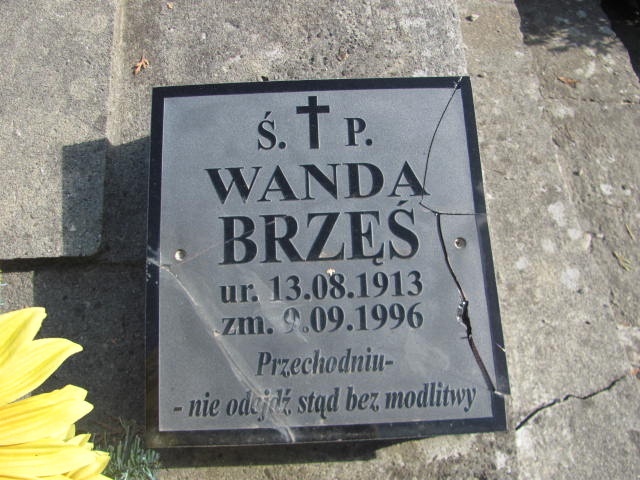 Ś. P.
WANDA
BRZĘŚ
ur. 13.08.1913
zm. 9.09.1996
Przechodniu-
- nie odejdź stąd bez modlitwy